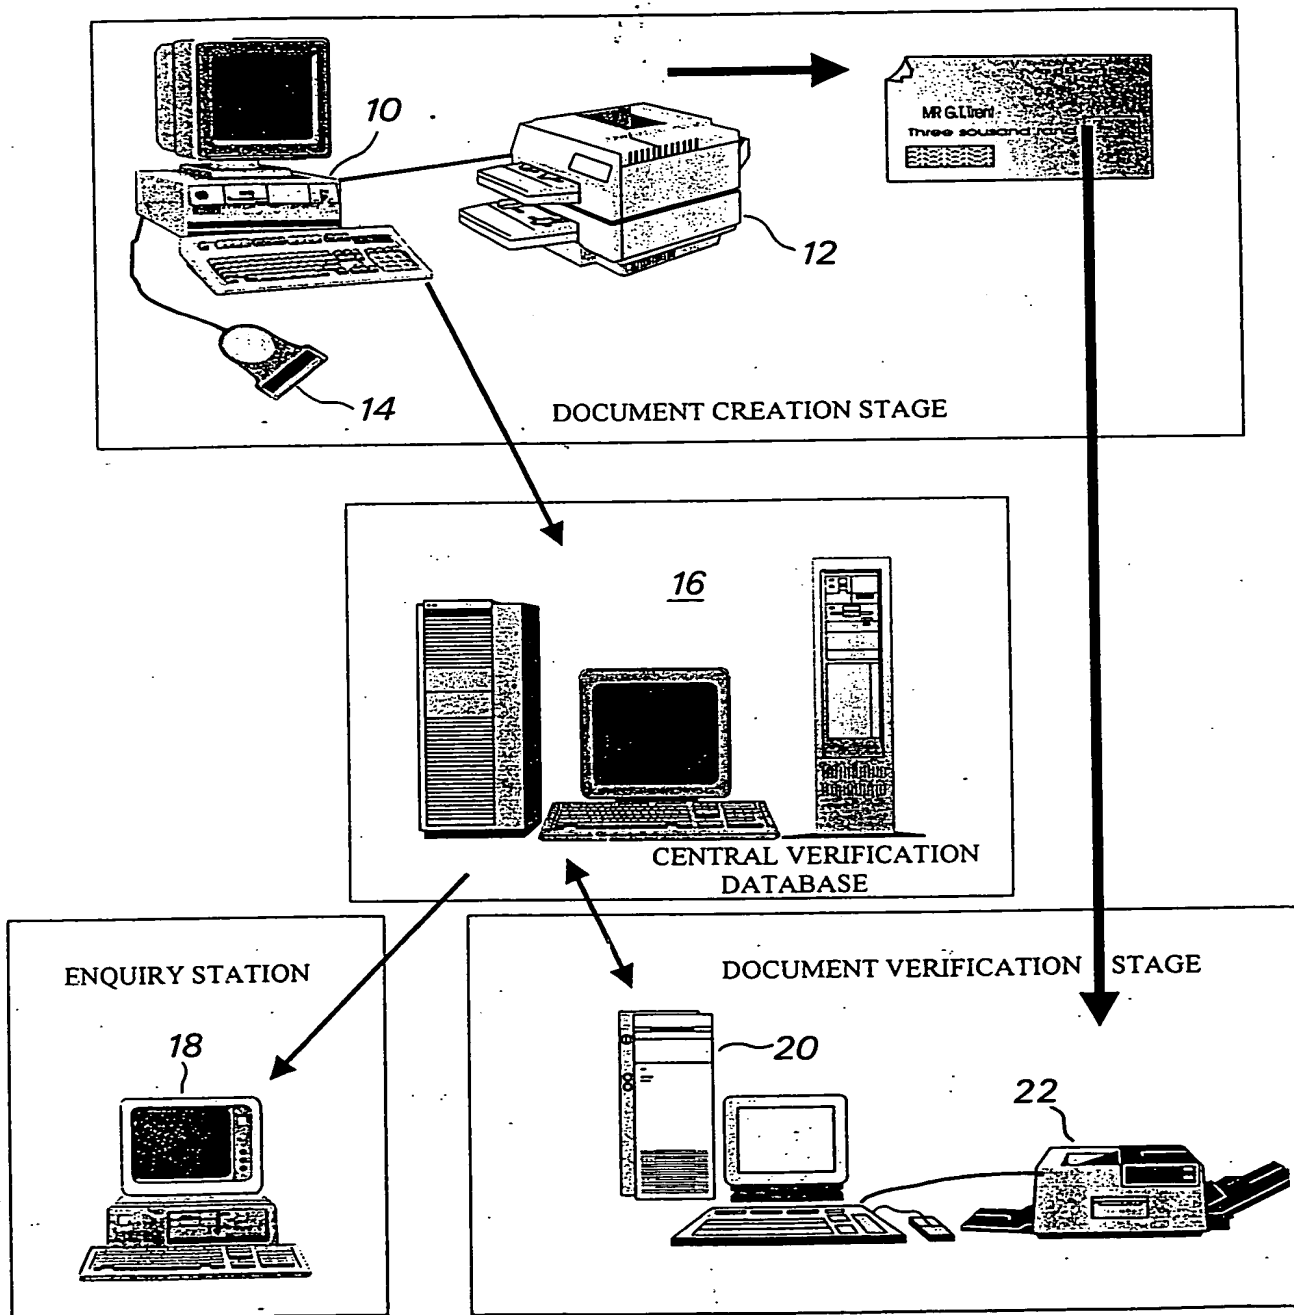 10
MR G.I.Trent
Three sousand ran
12
14
DOCUMENT CREATION STAGE
16
CENTRAL VERIFICATION
DATABASE
ENQUIRY STATION
DOCUMENT VERIFICATION STAGE
18
20
22